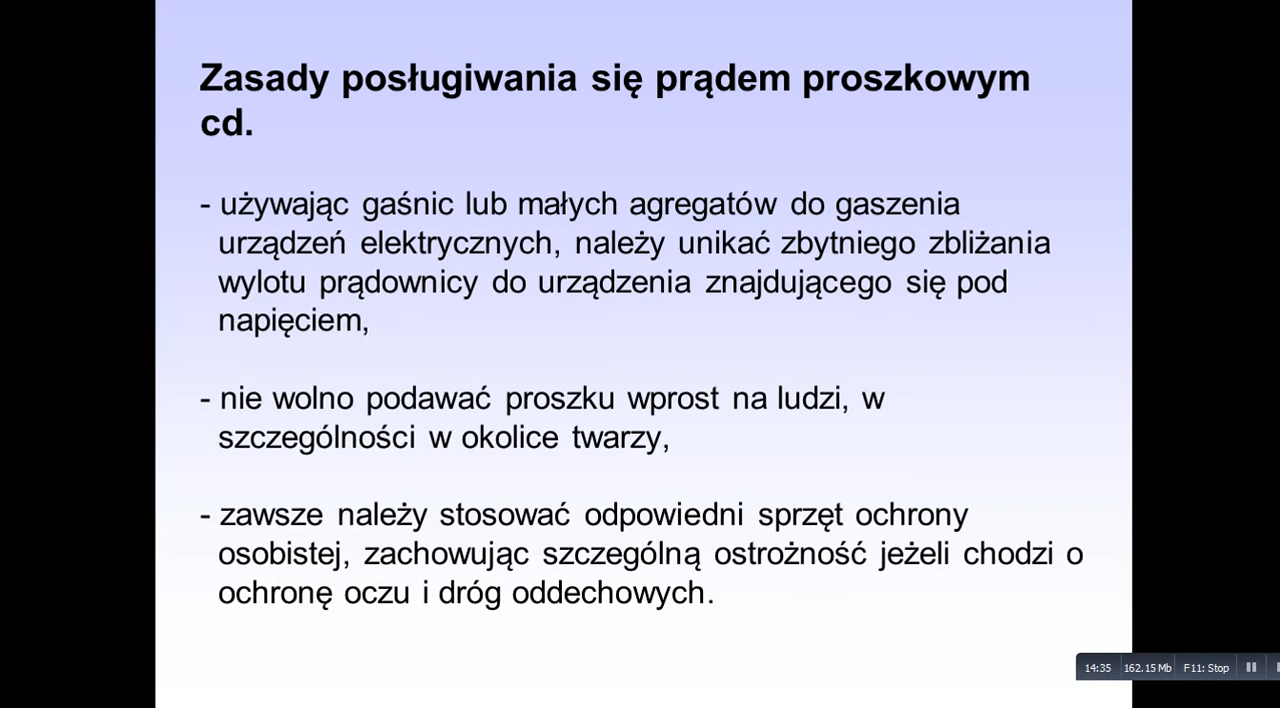 Zasady posługiwania się prądem proszkowym
cd.
- używając gaśnic lub małych agregatów do gaszenia
urządzeń elektrycznych, należy unikać zbytniego zbliżania
wylotu prądownicy do urządzenia znajdującego się pod
napięciem,
- nie wolno podawać proszku wprost na ludzi, w
szczególności w okolice twarzy,
- zawsze należy stosować odpowiedni sprzęt ochrony
osobistej, zachowując szczególną ostrożność jeżeli chodzi o
ochronę oczu i dróg oddechowych.
14:35 162.15 Mb F11: Stop